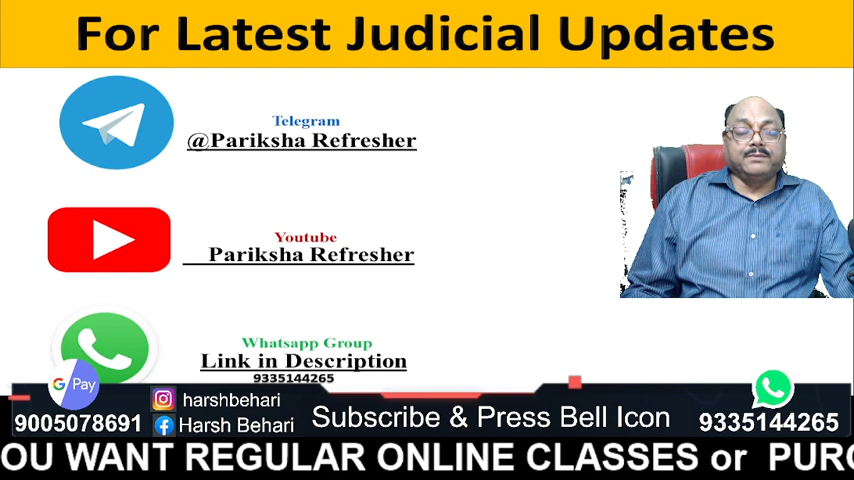 For Latest Judicial Updates
Telegram
@Pariksha Refresher
Youtube
Pariksha Refresher
Whatsapp Group
Link in Description
9335144265
G Pay
9005078691
harshbehari
Harsh Behari
Subscribe & Press Bell Icon
9335144265
OU WANT REGULAR ONLINE CLASSES or